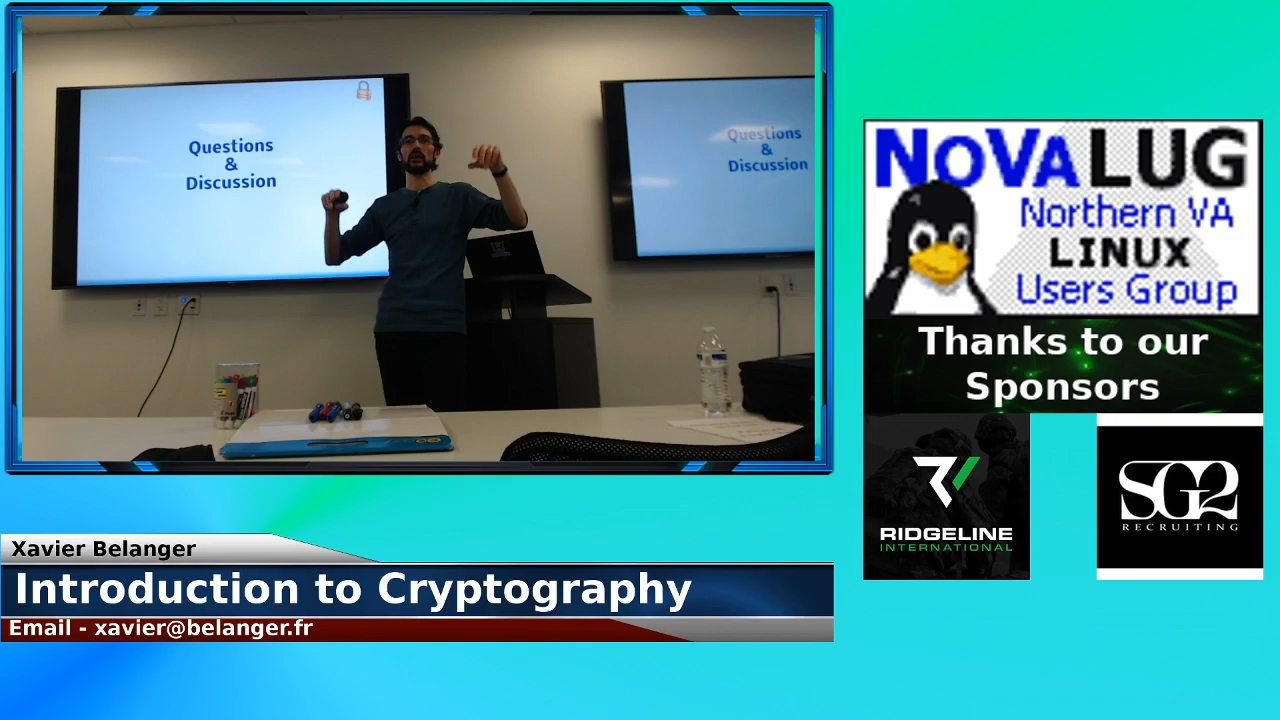 Questions
&
Discussion
Questions
&
Discussion
NOVALUG
Northern VA
LINUX
Users Group
Thanks to our
Sponsors
RIDGELINE
INTERNATIONAL
SG2
RECRUITING
Xavier Belanger
Introduction to Cryptography
Email - xavier@belanger.fr